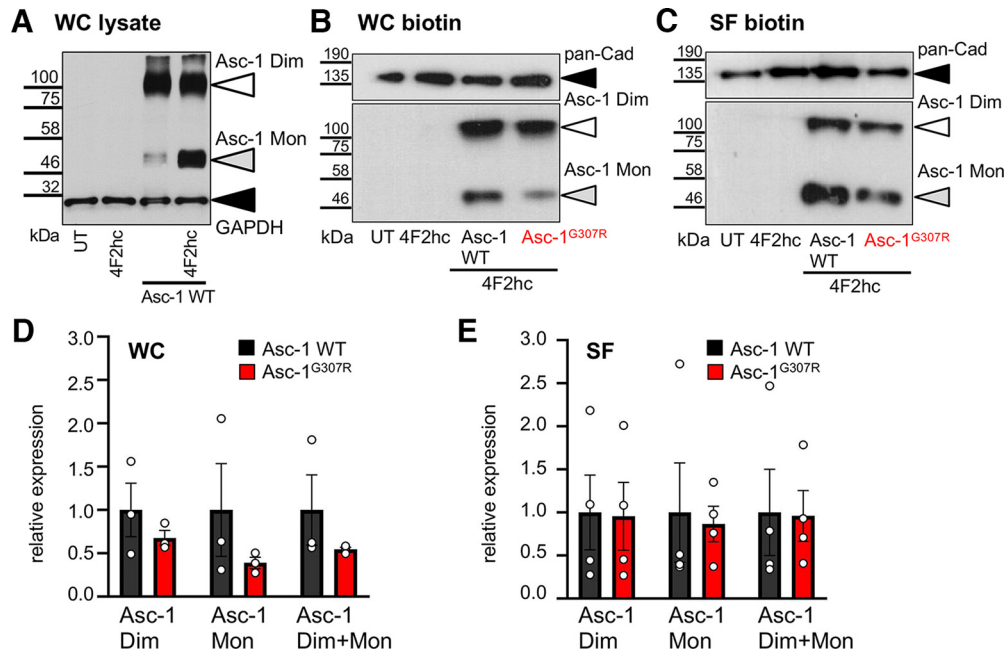 A WC lysate
Asc-1 Dim
100
75
58
Asc-1 Mon
46
32
GAPDH
kDa
UT
4F2hc
4F2hc
Asc-1 WT
B WC biotin
190
pan-Cad
135
Asc-1 Dim
100
75
Asc-1 Mon
58
46
kDa UT 4F2hc Asc-1 WT Asc-1G307R
4F2hc
C SF biotin
190
pan-Cad
135
Asc-1 Dim
100
75
Asc-1 Mon
58
46
kDa UT 4F2hc Asc-1 WT Asc-1G307R
4F2hc
D WC
Asc-1 WT
Asc-1G307R
relative expression
3.0
2.5
2.0
1.5
1.0
0.5
0.0
Asc-1 Dim
Asc-1 Mon
Asc-1 Dim+Mon
E SF
Asc-1 WT
Asc-1G307R
relative expression
3.0
2.5
2.0
1.5
1.0
0.5
0.0
Asc-1 Dim
Asc-1 Mon
Asc-1 Dim+Mon